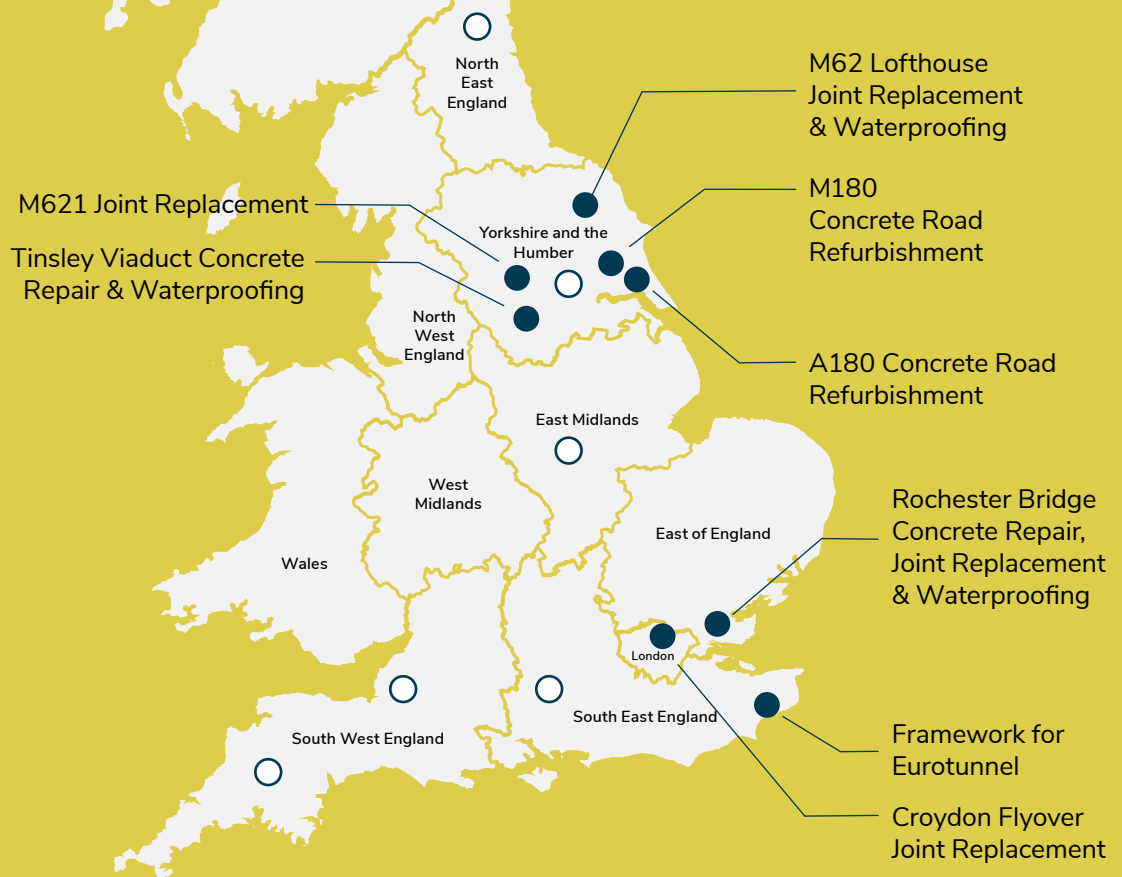 North
East
England
M62 Lofthouse
Joint Replacement
& Waterproofing
M621 Joint Replacement
M180
Concrete Road
Refurbishment
Yorkshire and the
Humber
Tinsley Viaduct Concrete
Repair & Waterproofing
North
West
England
A180 Concrete Road
Refurbishment
East Midlands
West
Midlands
Rochester Bridge
Concrete Repair,
Joint Replacement
& Waterproofing
East of England
Wales
London
South East England
South West England
Framework for
Eurotunnel
Croydon Flyover
Joint Replacement